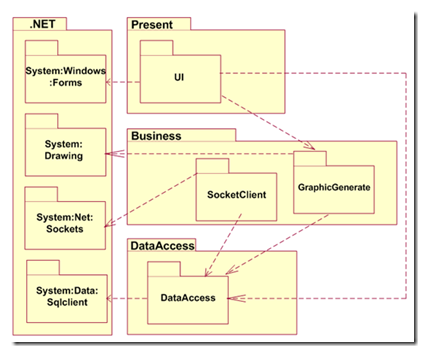 .NET
System:Windows
:Forms
System:
Drawing
System:Net:
Sockets
System:Data:
Sqlclient
Present
UI
Business
SocketClient
GraphicGenerate
DataAccess
DataAccess